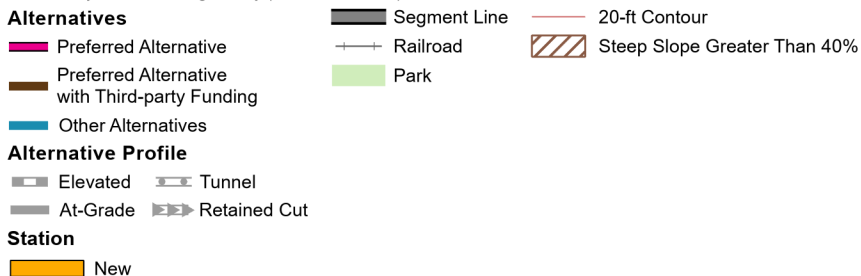 Alternatives
Preferred Alternative
Preferred Alternative
with Third-party Funding
Other Alternatives
Alternative Profile
Elevated
Tunnel
At-Grade
Retained Cut
Station
New
Segment Line
Railroad
Park
20-ft Contour
Steep Slope Greater Than 40%